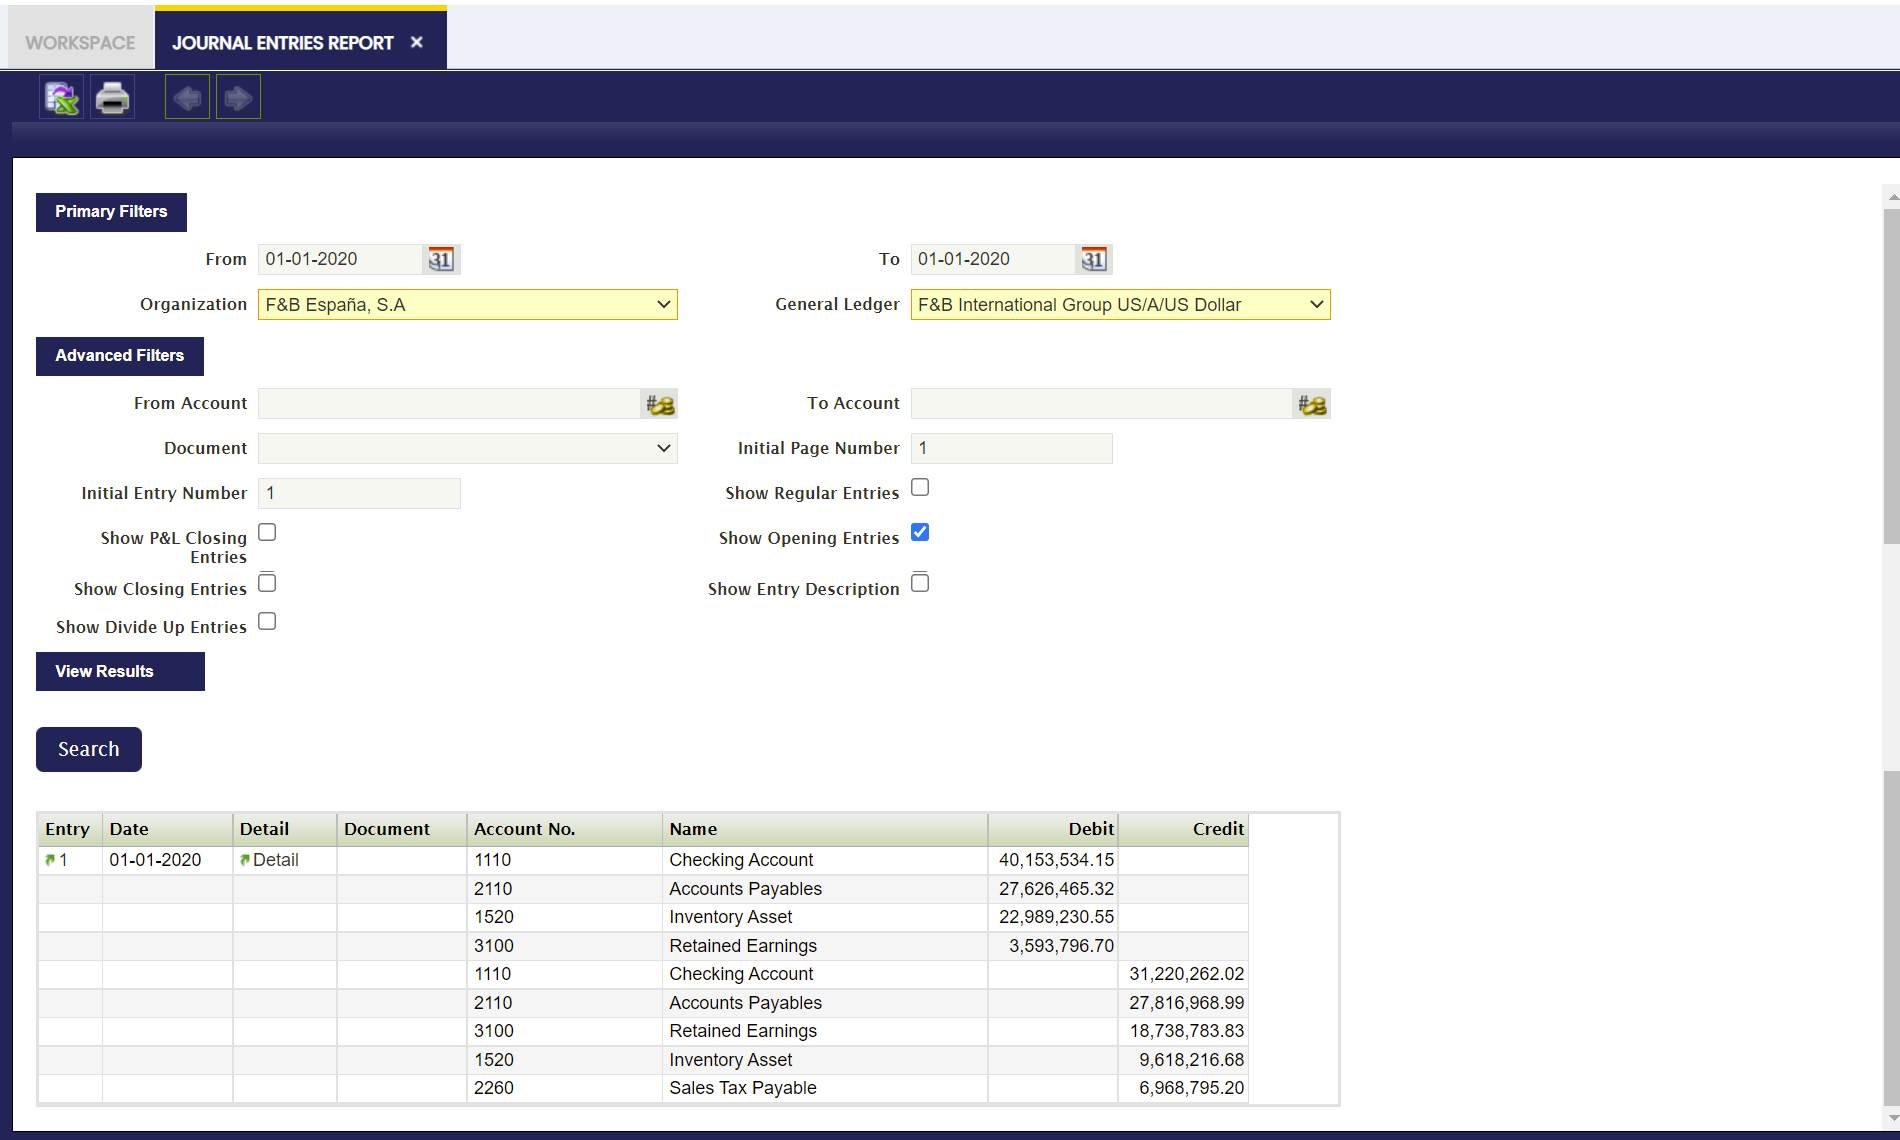 WORKSPACE JOURNAL ENTRIES REPORT ×
Primary Filters
From 01-01-2020 31 To 01-01-2020 31
Organization F&B España, S.A General Ledger F&B International Group US/A/US Dollar
Advanced Filters
From Account # To Account #
Document Initial Page Number 1
Initial Entry Number 1 Show Regular Entries
Show P&L Closing
Entries Show Opening Entries
Show Closing Entries Show Entry Description
Show Divide Up Entries
View Results
Search
Entry Date Detail Document Account No. Name Debit Credit
1 01-01-2020 Detail 1110 Checking Account 40,153,534.15
2110 Accounts Payables 27,626,465.32
1520 Inventory Asset 22,989,230.55
3100 Retained Earnings 3,593,796.70
1110 Checking Account 31,220,262.02
2110 Accounts Payables 27,816,968.99
3100 Retained Earnings 18,738,783.83
1520 Inventory Asset 9,618,216.68
2260 Sales Tax Payable 6,968,795.20